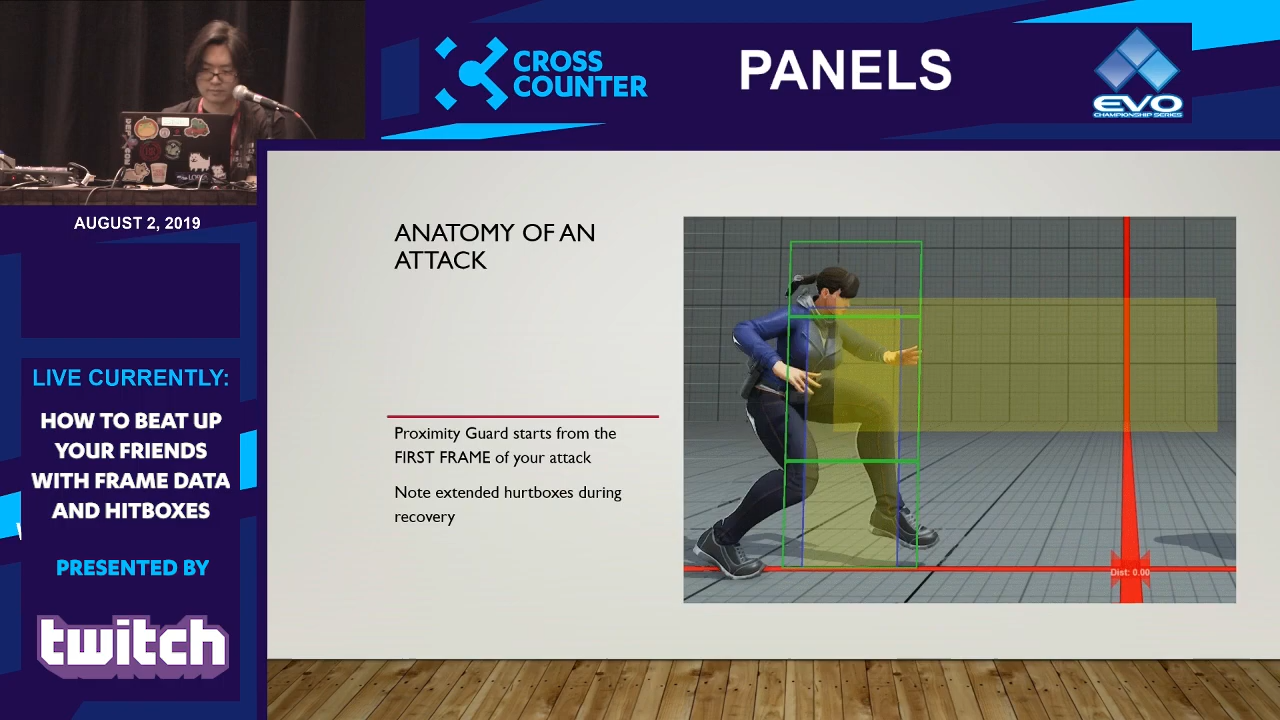 CROSS
COUNTER
PANELS
EVO
CHAMPIONSHIP SERIES
AUGUST 2, 2019
LIVE CURRENTLY:
HOW TO BEAT UP
YOUR FRIENDS
WITH FRAME DATA
AND HITBOXES
PRESENTED BY
twitch
ANATOMY OF AN
ATTACK
Proximity Guard starts from the
FIRST FRAME of your attack
Note extended hurtboxes during
recovery
Dist: 0.00